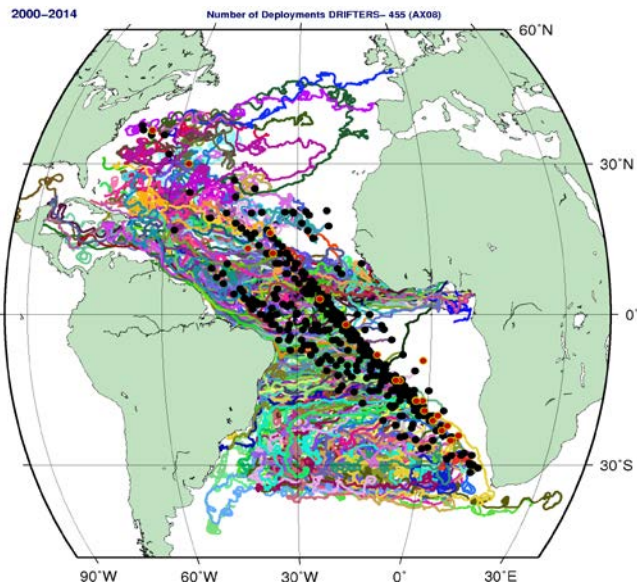 2000–2014 Number of Deployments DRIFTERS– 455 (AX08)
60˚N
30˚N
0˚
30˚S
90˚W 60˚W 30˚W 0˚ 30˚E